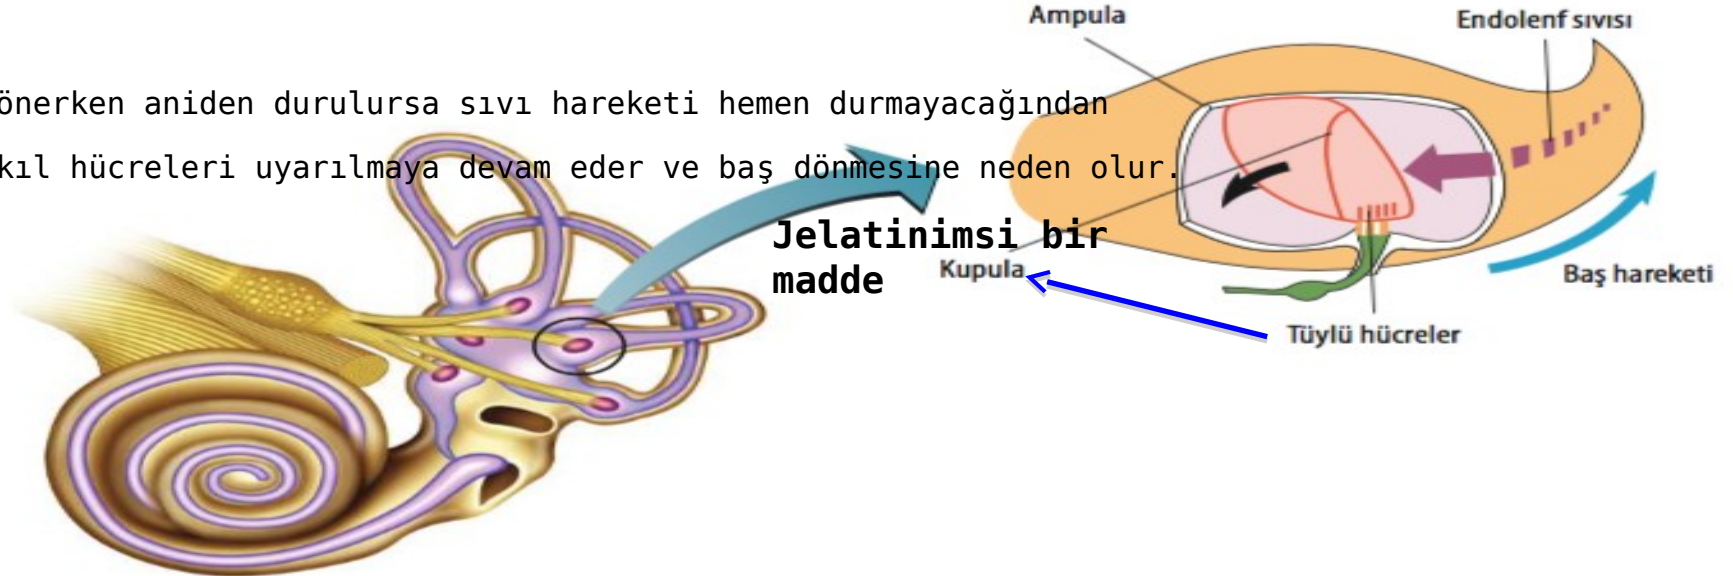 Ampula
Endolenf sıvısı
önerken aniden durulursa sıvı hareketi hemen durmayacağından
kıl hücreleri uyarılmaya devam eder ve baş dönmesine neden olur.
Jelatinimsi bir
madde
Kupula
Baş hareketi
Tüylü hücreler